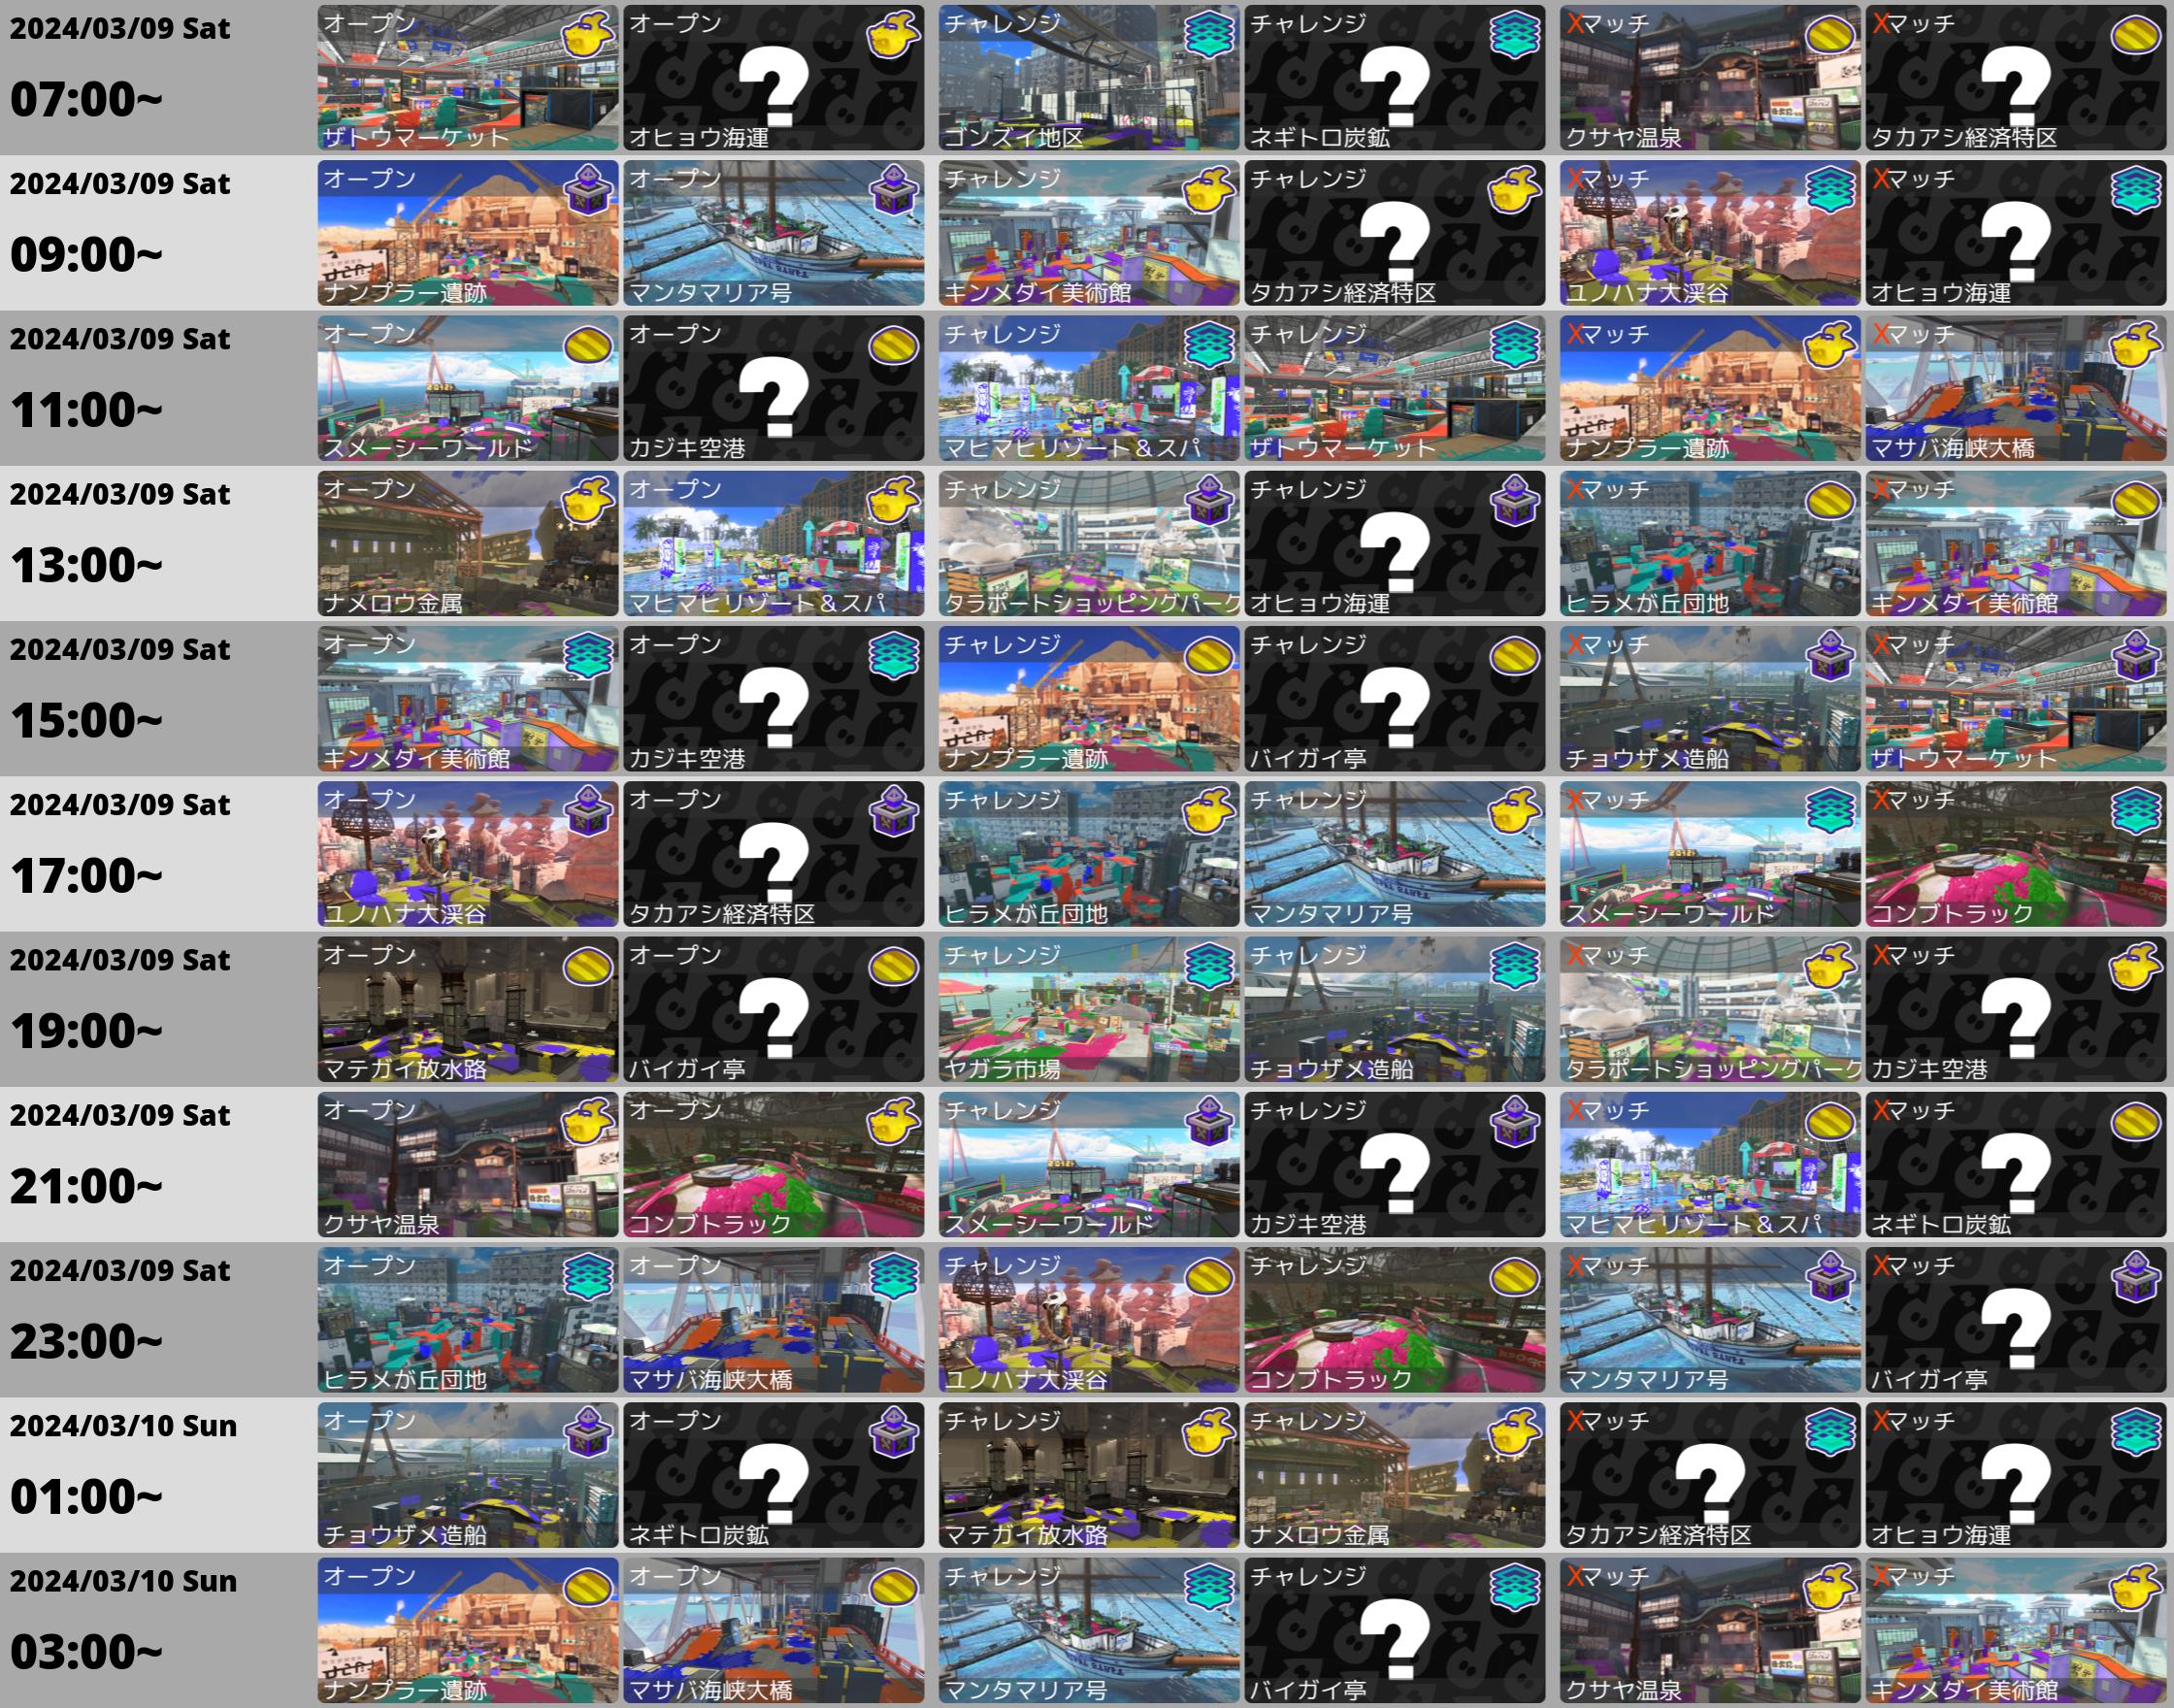 2024/03/09 Sat
07:00~
オープン
ザトウマーケット
オープン
オヒョウ海運
チャレンジ
ゴンズイ地区
チャレンジ
ネギトロ炭鉱
Xマッチ
クサヤ温泉
Xマッチ
タカアシ経済特区
2024/03/09 Sat
09:00~
オープン
ナンプラー遺跡
オープン
マンタマリア号
チャレンジ
キンメダイ美術館
チャレンジ
タカアシ経済特区
Xマッチ
ユノハナ大渓谷
Xマッチ
オヒョウ海運
2024/03/09 Sat
11:00~
オープン
スメーシーワールド
オープン
カジキ空港
チャレンジ
マヒマヒリゾート&スパ
チャレンジ
ザトウマーケット
Xマッチ
ナンプラー遺跡
Xマッチ
マサバ海峡大橋
2024/03/09 Sat
13:00~
オープン
ナメロウ金属
オープン
マヒマヒリゾート&スパ
チャレンジ
タラポートショッピングパーク
チャレンジ
オヒョウ海運
Xマッチ
ヒラメが丘団地
Xマッチ
キンメダイ美術館
2024/03/09 Sat
15:00~
オープン
キンメダイ美術館
オープン
カジキ空港
チャレンジ
ナンプラー遺跡
チャレンジ
バイガイ亭
Xマッチ
チョウザメ造船
Xマッチ
ザトウマーケット
2024/03/09 Sat
17:00~
オープン
ユノハナ大渓谷
オープン
タカアシ経済特区
チャレンジ
ヒラメが丘団地
チャレンジ
マンタマリア号
Xマッチ
スメーシーワールド
Xマッチ
コンブトラック
2024/03/09 Sat
19:00~
オープン
マテガイ放水路
オープン
バイガイ亭
チャレンジ
ヤガラ市場
チャレンジ
チョウザメ造船
Xマッチ
タラポートショッピングパーク
Xマッチ
カジキ空港
2024/03/09 Sat
21:00~
オープン
クサヤ温泉
オープン
コンブトラック
チャレンジ
スメーシーワールド
チャレンジ
カジキ空港
Xマッチ
マヒマヒリゾート&スパ
Xマッチ
ネギトロ炭鉱
2024/03/09 Sat
23:00~
オープン
ヒラメが丘団地
オープン
マサバ海峡大橋
チャレンジ
ユノハナ大渓谷
チャレンジ
コンブトラック
Xマッチ
マンタマリア号
Xマッチ
バイガイ亭
2024/03/10 Sun
01:00~
オープン
チョウザメ造船
オープン
ネギトロ炭鉱
チャレンジ
マテガイ放水路
チャレンジ
ナメロウ金属
Xマッチ
タカアシ経済特区
Xマッチ
オヒョウ海運
2024/03/10 Sun
03:00~
オープン
ナンプラー遺跡
オープン
マサバ海峡大橋
チャレンジ
マンタマリア号
チャレンジ
バイガイ亭
Xマッチ
クサヤ温泉
Xマッチ
キンメダイ美術館